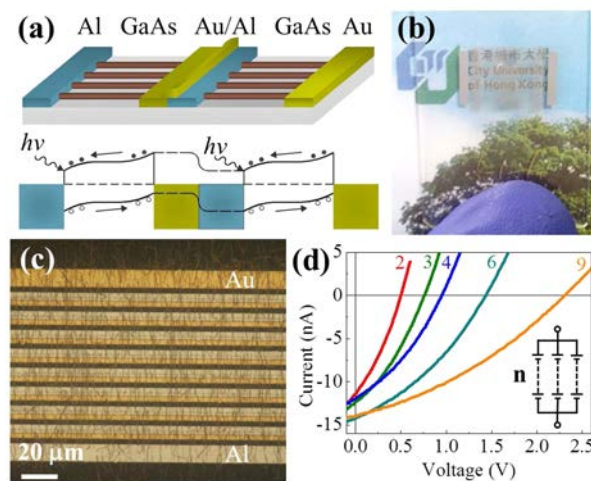 (a)
Al GaAs Au/Al GaAs Au
hν hν
(b)
香港城市大學
City University
of Hong Kong
(c)
Au
Al
20 μm
(d)
2 3 4 6 9
n
5
0
-5
-10
-15
Current (nA)
0.0 0.5 1.0 1.5 2.0 2.5
Voltage (V)